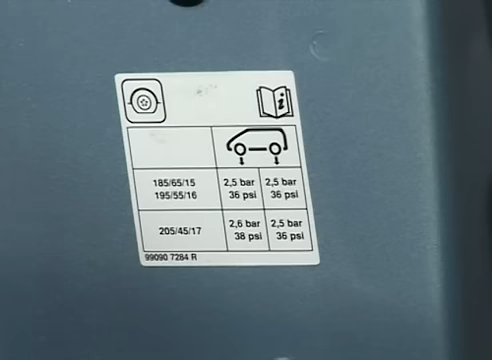 185/65/15 2,5 bar 2,5 bar
195/55/16 36 psi 36 psi
205/45/17 2,6 bar 2,5 bar
38 psi 36 psi
99090 7284 R